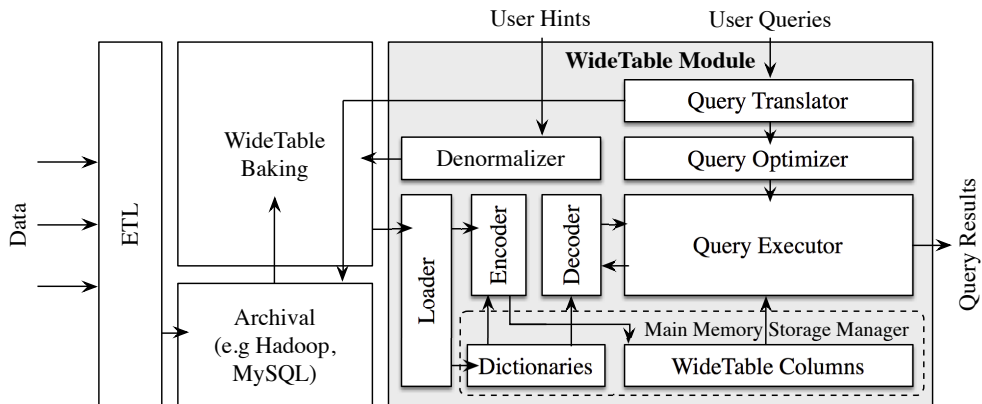 User Hints
User Queries
WideTable Module
Query Translator
WideTable
Baking
Denormalizer
Query Optimizer
Data
ETL
Loader
Encoder
Decoder
Query Executor
Query Results
Archival
(e.g Hadoop,
MySQL)
Main Memory Storage Manager
Dictionaries
WideTable Columns